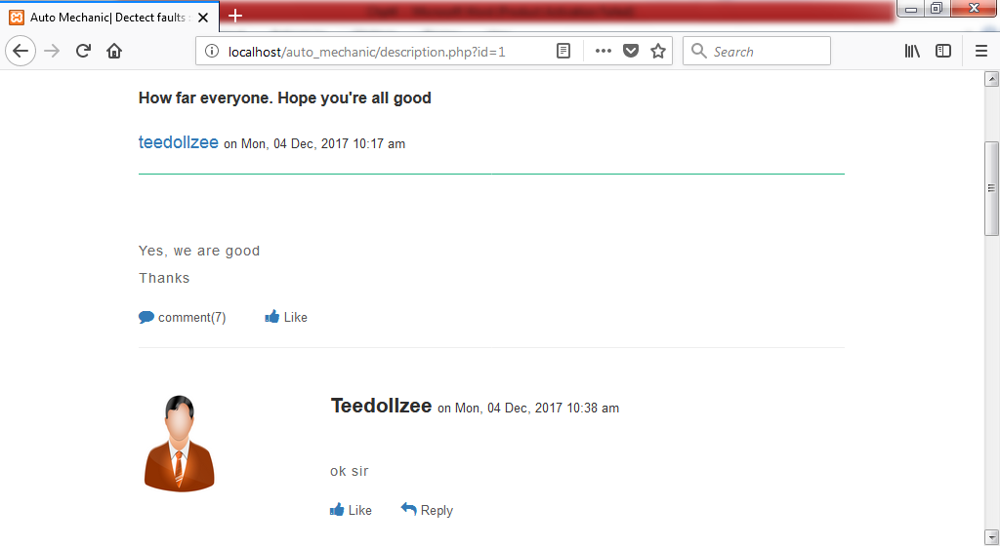 Auto Mechanic| Dectect faults
localhost/auto_mechanic/description.php?id=1
Search
How far everyone. Hope you're all good
teedollzee on Mon, 04 Dec, 2017 10:17 am
Yes, we are good
Thanks
comment(7) Like
Teedollzee on Mon, 04 Dec, 2017 10:38 am
ok sir
Like Reply